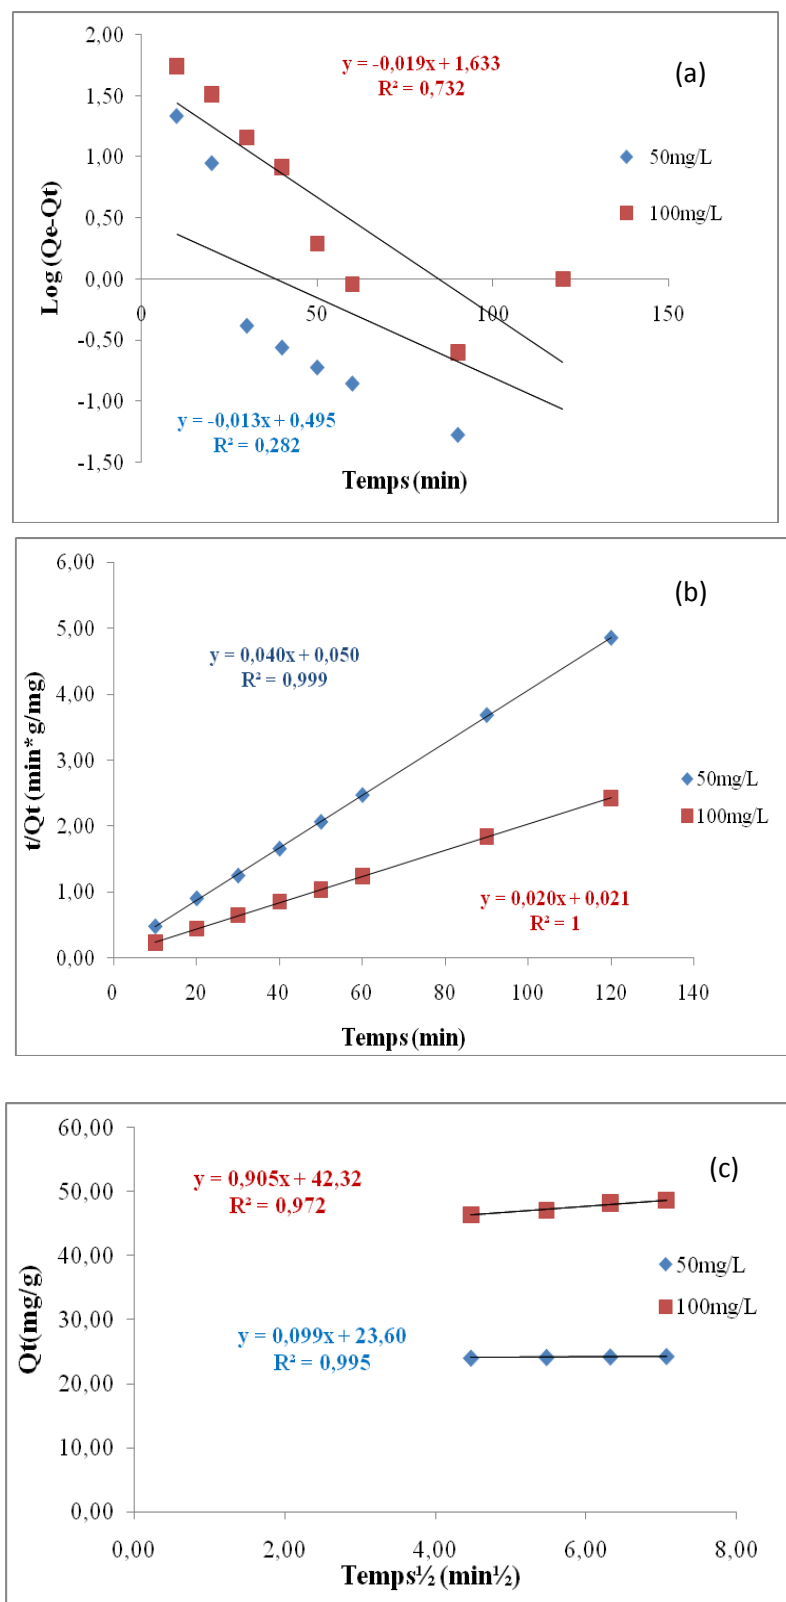 2,00
1,50
1,00
0,50
0,00
-0,50
-1,00
-1,50
Log (Qe-Qt)
0
50
100
150
Temps (min)
y = -0,019x + 1,633
R² = 0,732
(a)
50mg/L
100mg/L
y = -0,013x + 0,495
R² = 0,282
6,00
5,00
4,00
3,00
2,00
1,00
0,00
t/Qt (min*g/mg)
0
20
40
60
80
100
120
140
Temps (min)
(b)
y = 0,040x + 0,050
R² = 0,999
50mg/L
100mg/L
y = 0,020x + 0,021
R² = 1
60,00
50,00
40,00
30,00
20,00
10,00
0,00
Qt(mg/g)
0,00
2,00
4,00
6,00
8,00
Temps½ (min½)
y = 0,905x + 42,32
R² = 0,972
(c)
50mg/L
100mg/L
y = 0,099x + 23,60
R² = 0,995